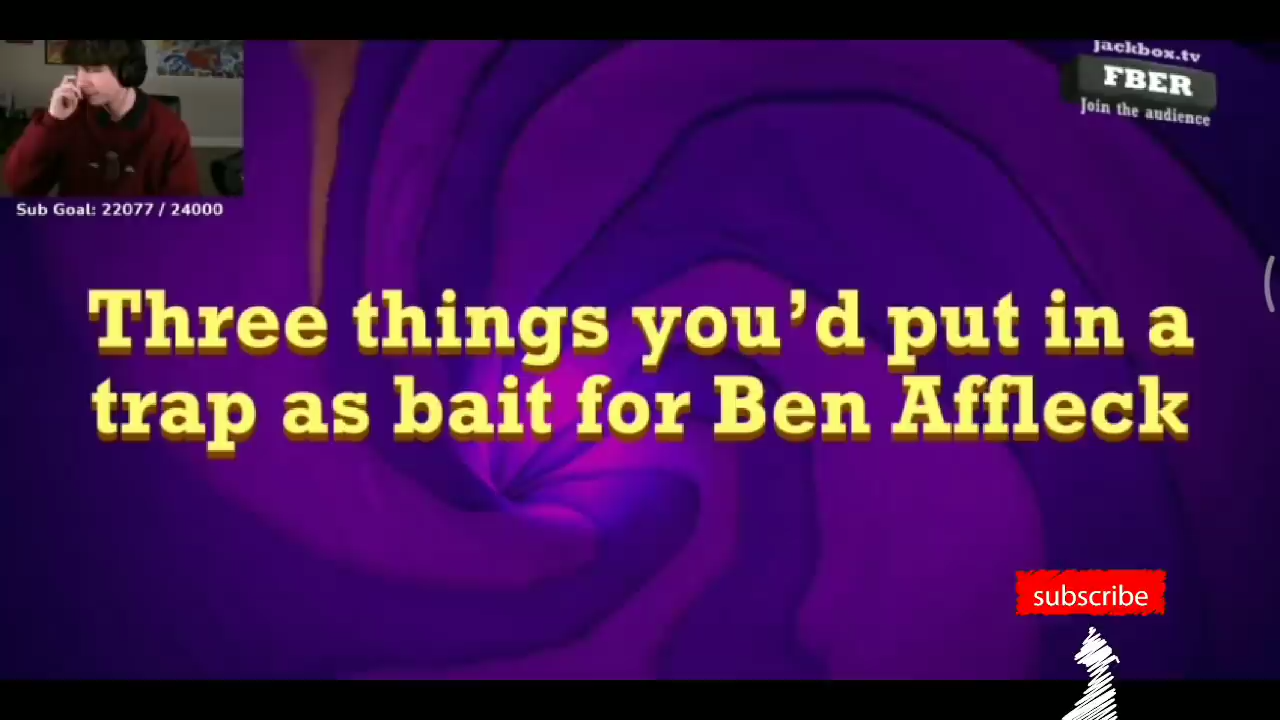 jackbox.tv
FBER
Join the audience
Sub Goal: 22077 / 24000
Three things you’d put in a
trap as bait for Ben Affleck
subscribe